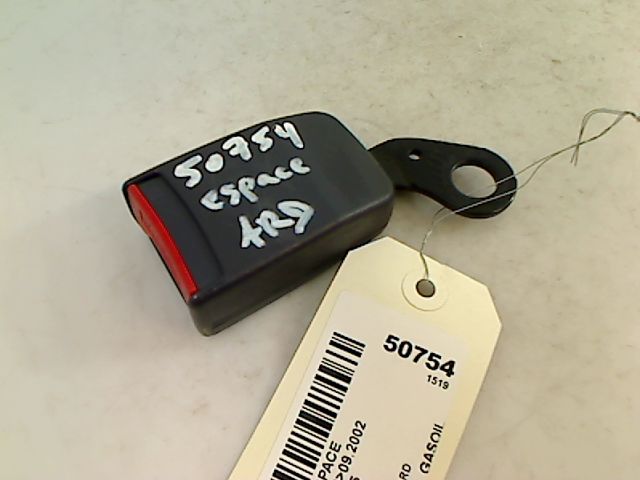 50754
espace
ARD
50754
1519
PACE
>09.2002
RD
GASOIL